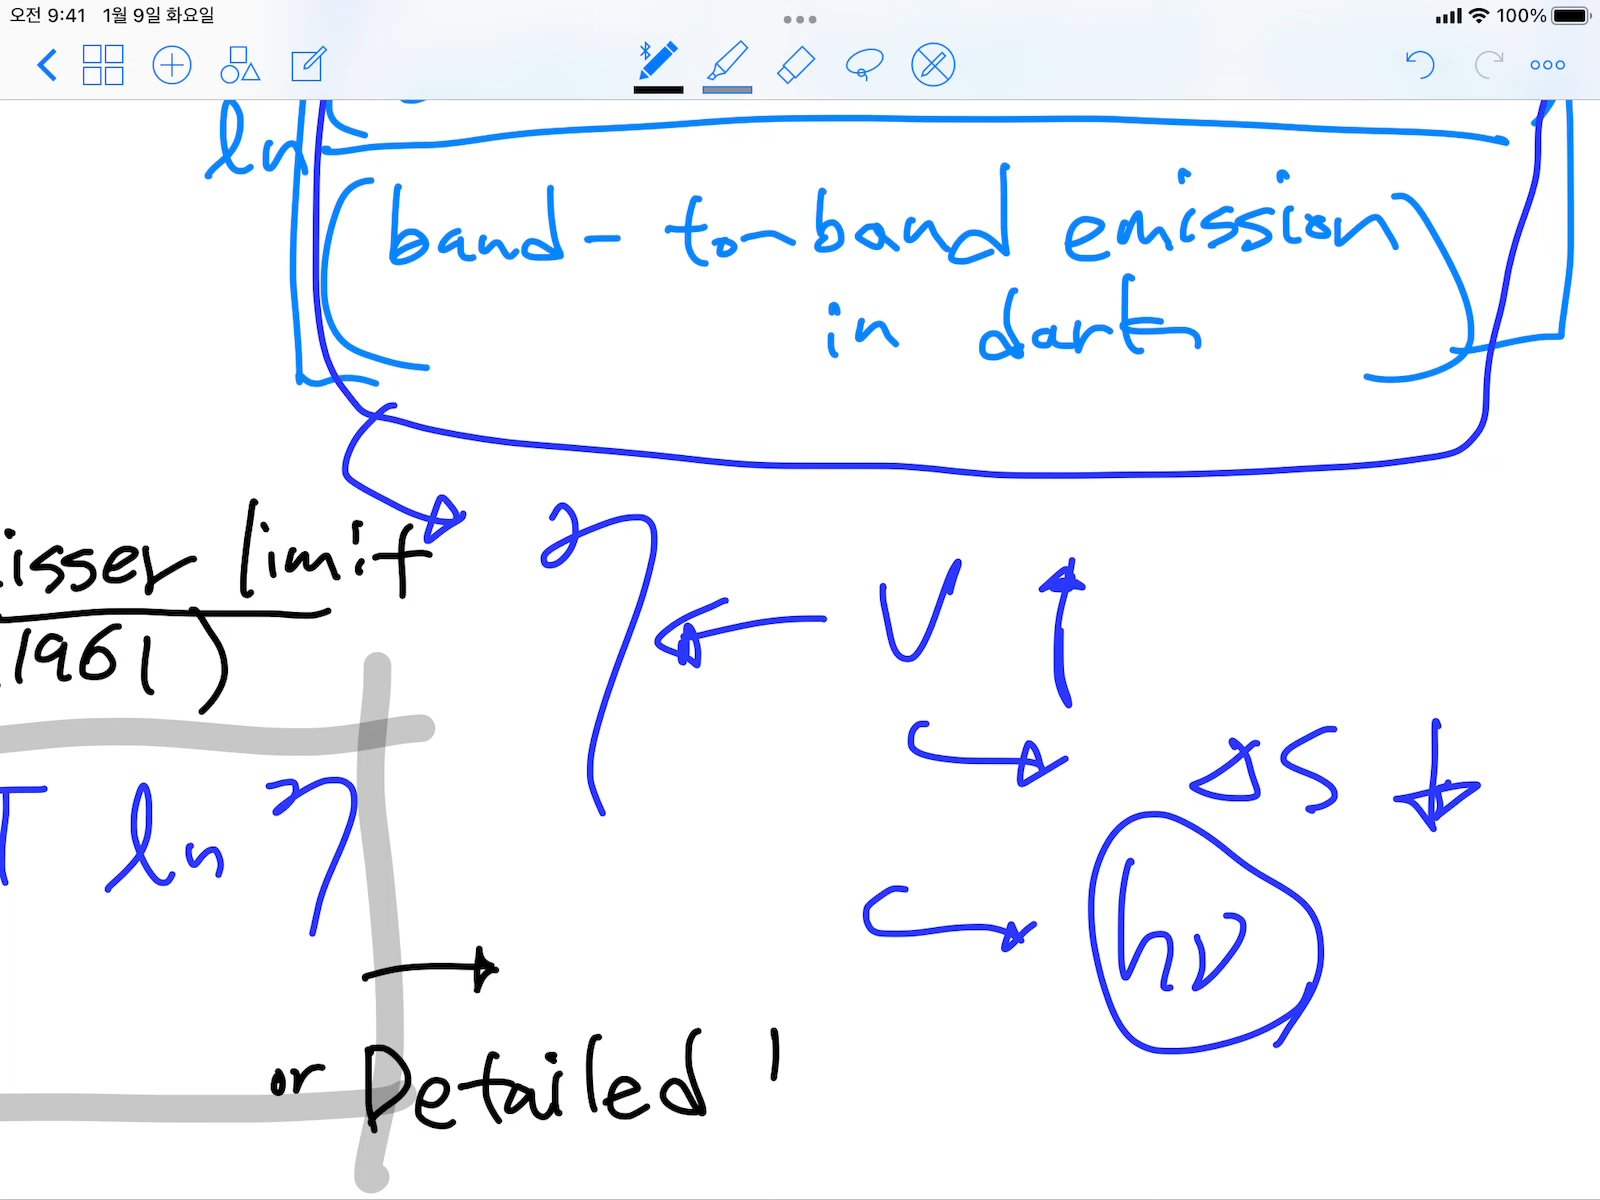 오전 9:41 1월 9일 화요일
100%
ln
(band-to-band emission
in dark)
isser limit
1961)
η ← V ↑
ΔS ↓
T ln η
hν
or Detailed